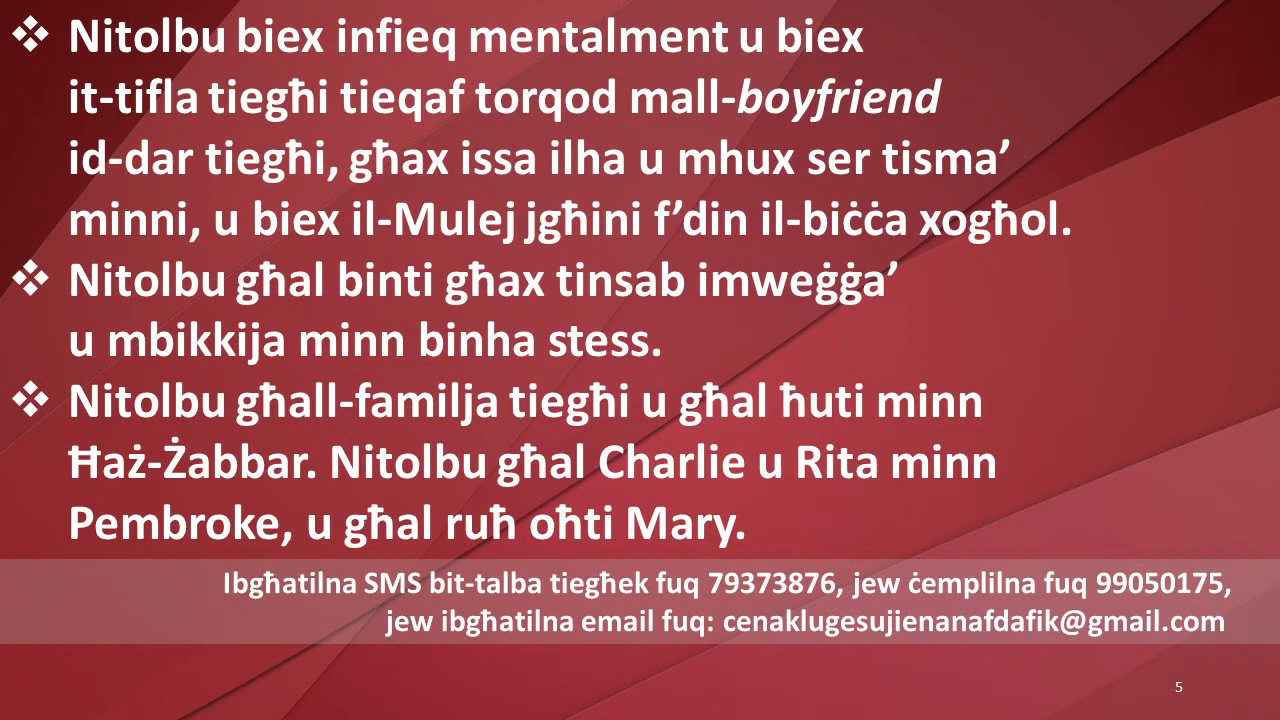 ❖ Nitolbu biex infieq mentalment u biex
it-tifla tiegħi tieqaf torqod mall-boyfriend
id-dar tiegħi, għax issa ilha u mhux ser tisma’
minni, u biex il-Mulej jgħini f’din il-biċċa xogħol.
❖ Nitolbu għal binti għax tinsab imweġġa’
u mbikkija minn binha stess.
❖ Nitolbu għall-familja tiegħi u għal ħuti minn
Ħaż-Żabbar. Nitolbu għal Charlie u Rita minn
Pembroke, u għal ruħ oħti Mary.
Ibgħatilna SMS bit-talba tiegħek fuq 79373876, jew ċemplilna fuq 99050175,
jew ibgħatilna email fuq: cenaklugesujienanafdafik@gmail.com
5